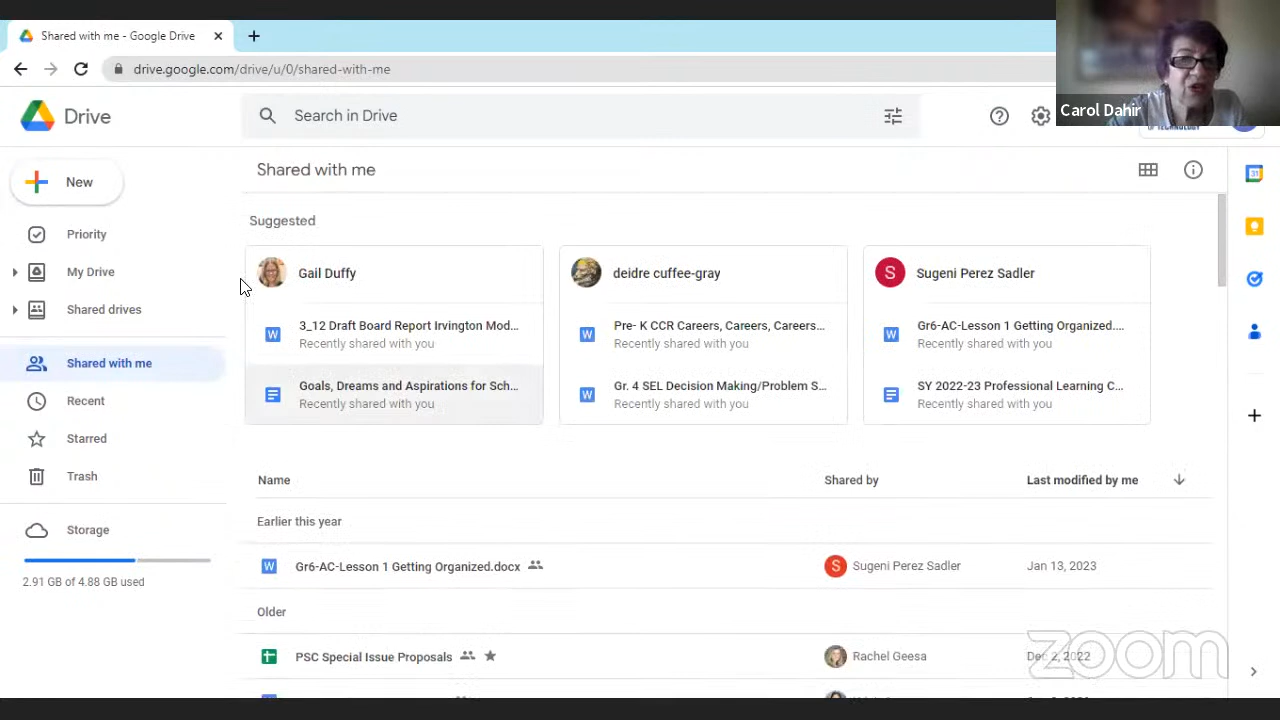 Shared with me - Google Drive
drive.google.com/drive/u/0/shared-with-me
Carol Dahir
Drive
Search in Drive
TECHNOLOGY
New
Shared with me
Priority
My Drive
Shared drives
Shared with me
Recent
Starred
Trash
Storage
2.91 GB of 4.88 GB used
Suggested
Gail Duffy
3_12 Draft Board Report Irvington Mod...
Recently shared with you
Goals, Dreams and Aspirations for Sch...
Recently shared with you
deidre cuffee-gray
Pre- K CCR Careers, Careers, Careers...
Recently shared with you
Gr. 4 SEL Decision Making/Problem S...
Recently shared with you
S Sugeni Perez Sadler
Gr6-AC-Lesson 1 Getting Organized....
Recently shared with you
SY 2022-23 Professional Learning C...
Recently shared with you
Name Shared by Last modified by me
Earlier this year
Gr6-AC-Lesson 1 Getting Organized.docx S Sugeni Perez Sadler Jan 13, 2023
Older
PSC Special Issue Proposals Rachel Geesa Dec 2, 2022
zoom